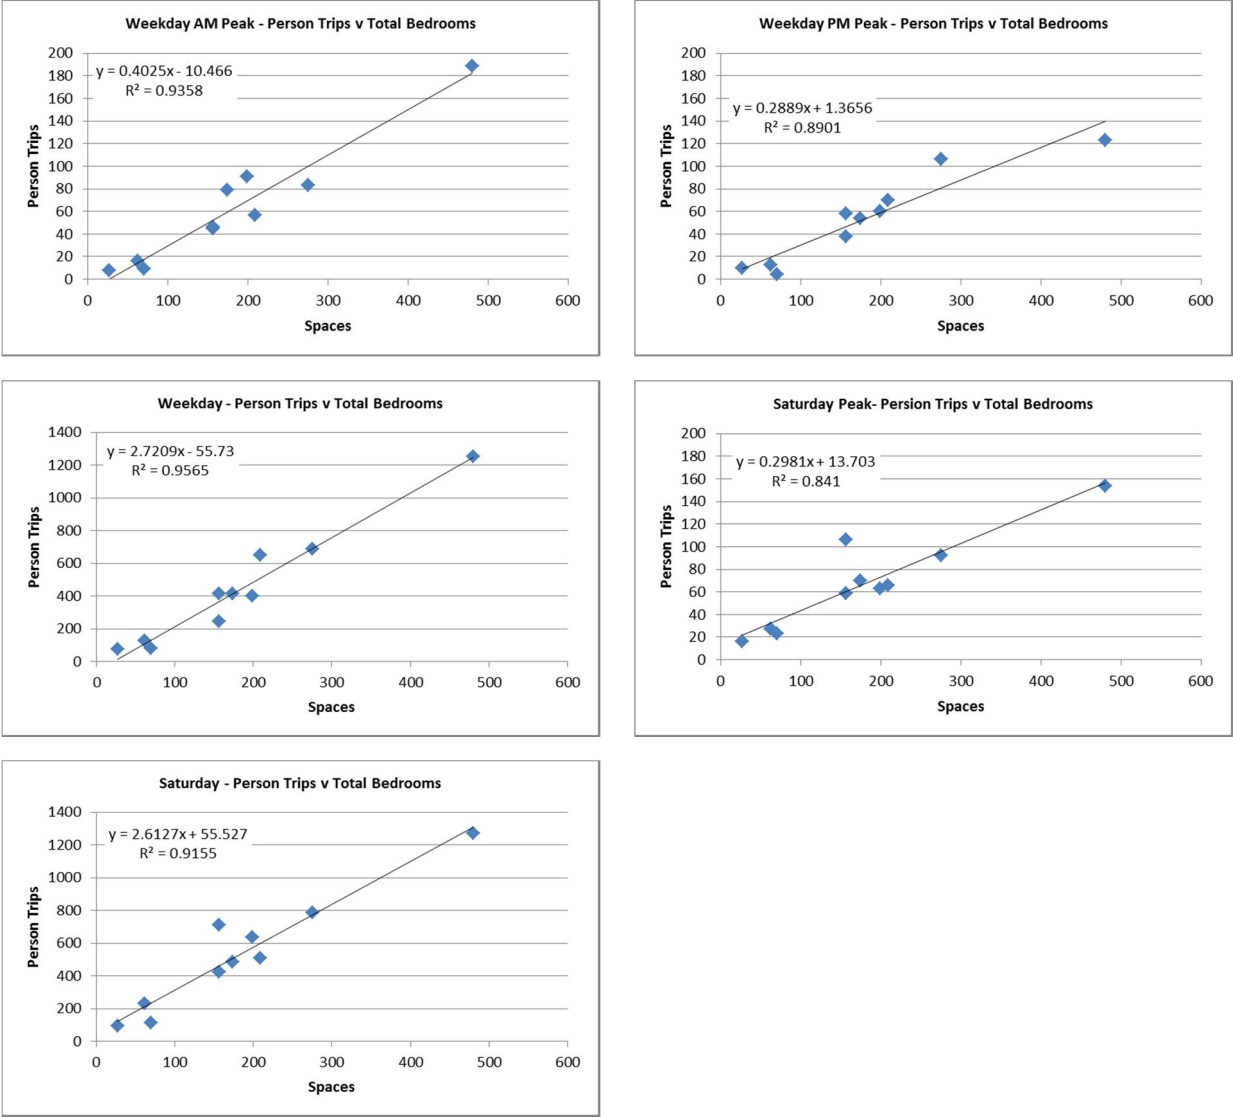 Weekday AM Peak - Person Trips v Total Bedrooms
200
180
160
140
120
100
80
60
40
20
0
y = 0.4025x - 10.466
R² = 0.9358
Person Trips
0 100 200 300 400 500 600
Spaces
Weekday PM Peak - Person Trips v Total Bedrooms
200
180
160
140
120
100
80
60
40
20
0
y = 0.2889x + 1.3656
R² = 0.8901
Person Trips
0 100 200 300 400 500 600
Spaces
Weekday - Person Trips v Total Bedrooms
1400
1200
1000
800
600
400
200
0
y = 2.7209x - 55.73
R² = 0.9565
Person Trips
0 100 200 300 400 500 600
Spaces
Saturday Peak- Persion Trips v Total Bedrooms
200
180
160
140
120
100
80
60
40
20
0
y = 0.2981x + 13.703
R² = 0.841
Person Trips
0 100 200 300 400 500 600
Spaces
Saturday - Person Trips v Total Bedrooms
1400
1200
1000
800
600
400
200
0
y = 2.6127x + 55.527
R² = 0.9155
Person Trips
0 100 200 300 400 500 600
Spaces